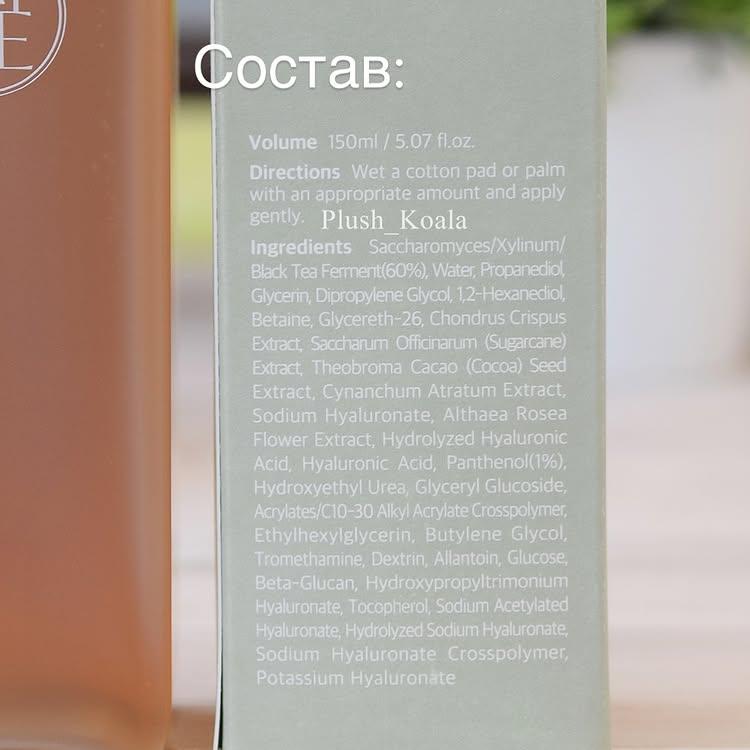 Состав:
E
Volume 150ml / 5.07 fl.oz.
Directions Wet a cotton pad or palm
with an appropriate amount and apply
gently.
Plush_Koala
Ingredients Saccharomyces/Xylinum/
Black Tea Ferment(60%), Water, Propanediol,
Glycerin, Dipropylene Glycol, 1,2-Hexanediol,
Betaine, Glycereth-26, Chondrus Crispus
Extract, Saccharum Officinarum (Sugarcane)
Extract, Theobroma Cacao (Cocoa) Seed
Extract, Cynanchum Atratum Extract,
Sodium Hyaluronate, Althaea Rosea
Flower Extract, Hydrolyzed Hyaluronic
Acid, Hyaluronic Acid, Panthenol(1%),
Hydroxyethyl Urea, Glyceryl Glucoside,
Acrylates/C10-30 Alkyl Acrylate Crosspolymer,
Ethylhexylglycerin, Butylene Glycol,
Tromethamine, Dextrin, Allantoin, Glucose,
Beta-Glucan, Hydroxypropyltrimonium
Hyaluronate, Tocopherol, Sodium Acetylated
Hyaluronate, Hydrolyzed Sodium Hyaluronate,
Sodium Hyaluronate Crosspolymer,
Potassium Hyaluronate